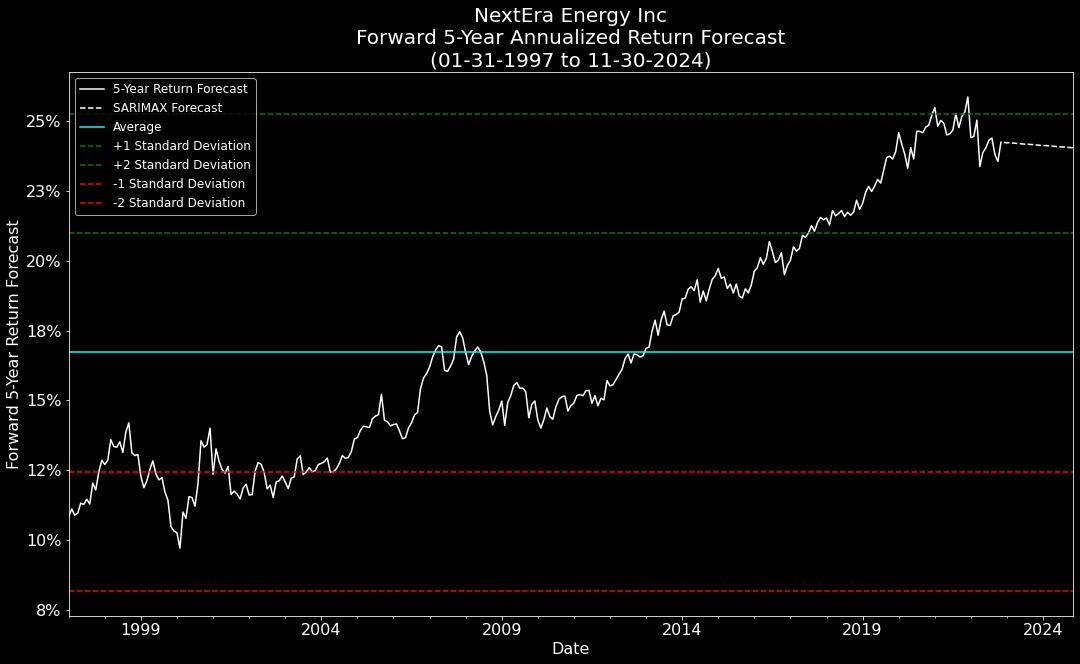 NextEra Energy Inc
Forward 5-Year Annualized Return Forecast
(01-31-1997 to 11-30-2024)
5-Year Return Forecast
SARIMAX Forecast
Average
+1 Standard Deviation
+2 Standard Deviation
-1 Standard Deviation
-2 Standard Deviation
Forward 5-Year Return Forecast
25%
23%
20%
18%
15%
12%
10%
8%
1999
2004
2009
2014
2019
2024
Date